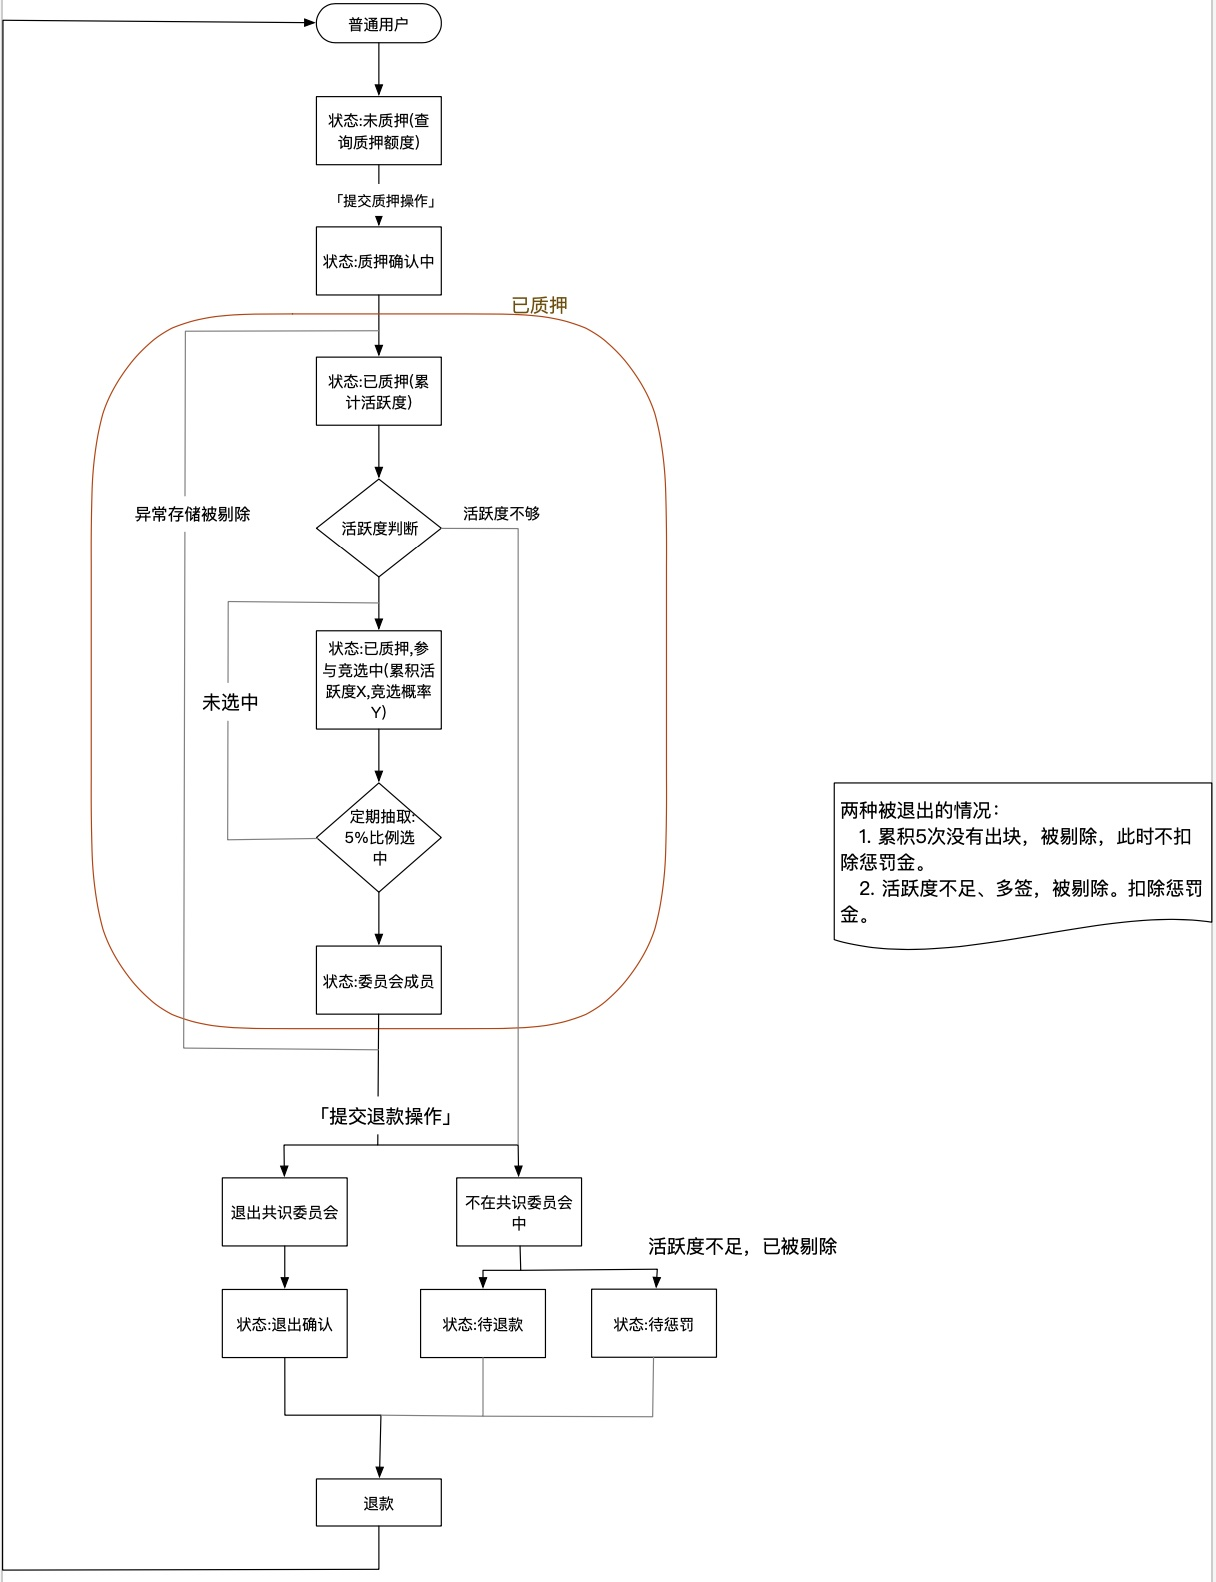 普通用户
状态:未质押(查
询质押额度)
「提交质押操作」
状态:质押确认中
已质押
状态:已质押(累
计活跃度)
异常存储被剔除
活跃度判断
活跃度不够
状态:已质押,参
与竞选中(累积活
跃度X,竞选概率
Y)
未选中
定期抽取:
5%比例选
中
两种被退出的情况：
1. 累积5次没有出块，被剔除，此时不扣
除惩罚金。
2. 活跃度不足、多签，被剔除。扣除惩罚
金。
状态:委员会成员
「提交退款操作」
退出共识委员会
不在共识委员会
中
活跃度不足，已被剔除
状态:退出确认
状态:待退款
状态:待惩罚
退款